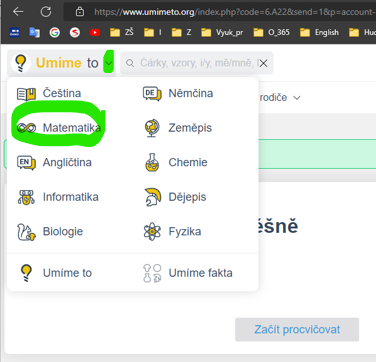 https://www.umimeto.org/index.php?code=6.A22&send=1&p=account-
ZŠ I Z Vyuk_pr O_365 English
Umíme to Čárky, vzory, i/y, mě/mně,
Čeština DE Němčina
rodiče
Matematika Zeměpis
EN Angličtina Chemie
Informatika Dějepis
Biologie Fyzika
ěšně
Umíme to Umíme fakta
Začít procvičovat